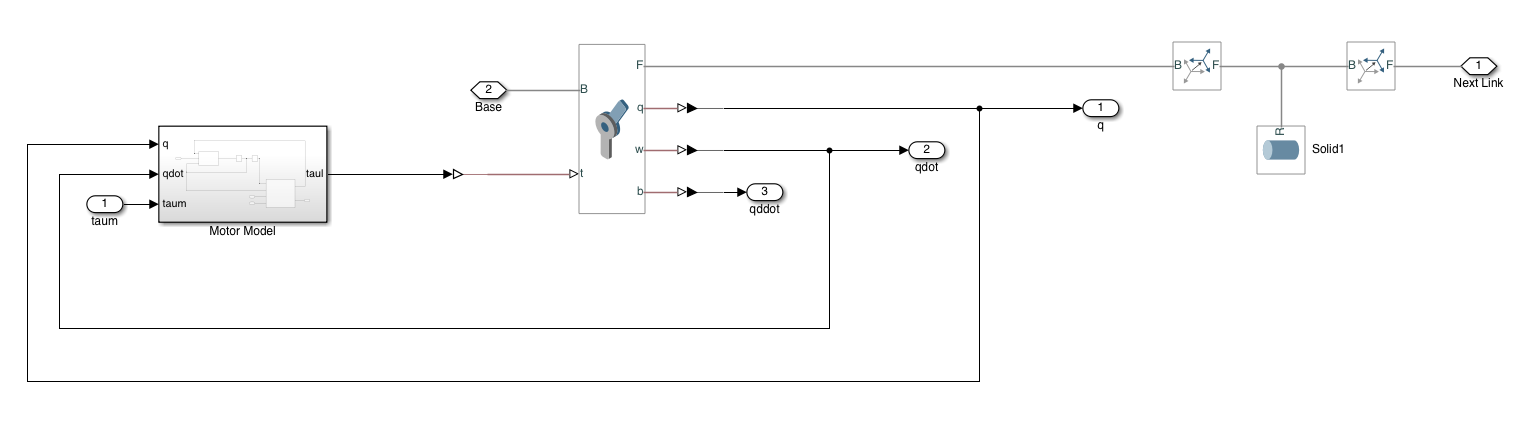 F
B
F
B
F
1
Next Link
2
B
Base
q
1
q
q
R
Solid1
w
2
qdot
qdot
taul
t
b
3
qddot
1
taum
taum
Motor Model